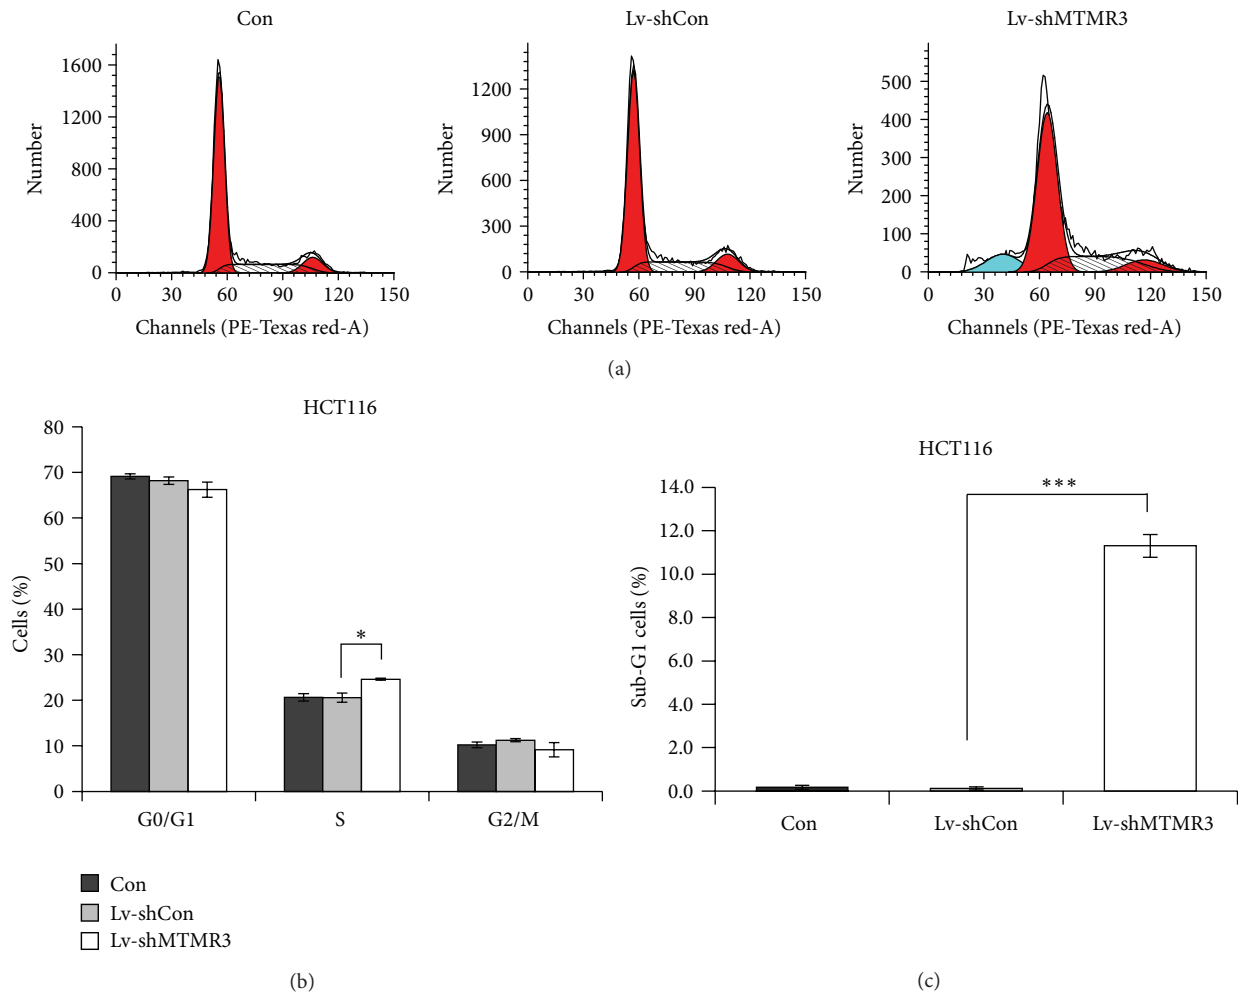 Con
Lv-shCon
Lv-shMTMR3
1600
1200
800
400
0
Number
0 30 60 90 120 150
Channels (PE-Texas red-A)
1200
900
600
300
0
Number
0 30 60 90 120 150
Channels (PE-Texas red-A)
500
400
300
200
100
0
Number
0 30 60 90 120 150
Channels (PE-Texas red-A)
(a)
HCT116
80
70
60
50
40
30
20
10
0
Cells (%)
*
G0/G1 S G2/M
Con
Lv-shCon
Lv-shMTMR3
(b)
HCT116
14.0
12.0
10.0
8.0
6.0
4.0
2.0
0.0
Sub-G1 cells (%)
***
Con Lv-shCon Lv-shMTMR3
(c)